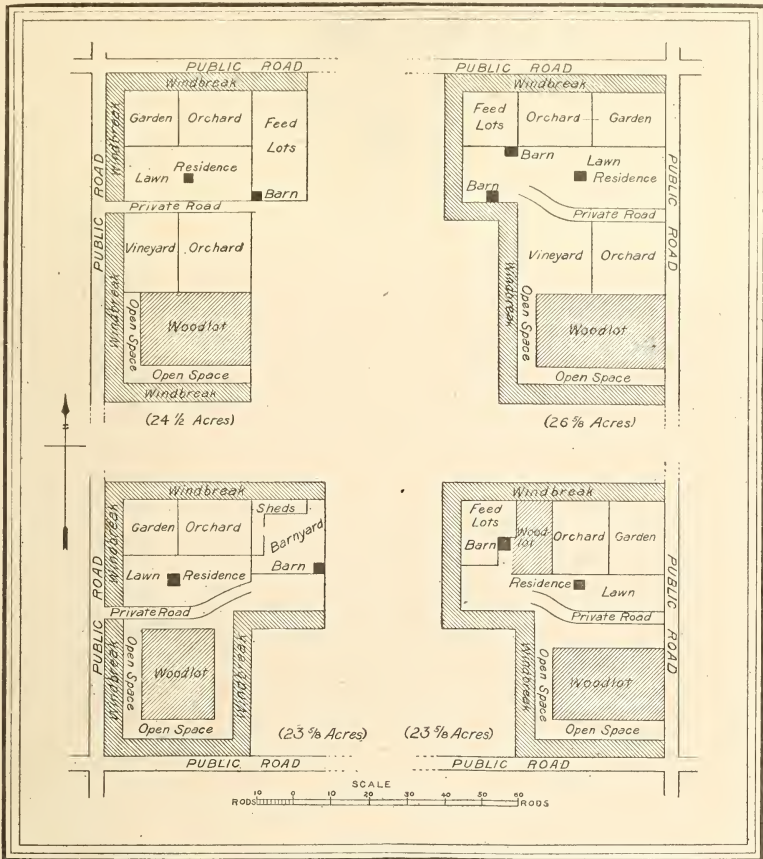 PUBLIC ROAD
Windbreak
Windbreak
Garden
Orchard
Feed
Lots
PUBLIC ROAD
Residence
Lawn
Barn
Private Road
Vineyard
Orchard
Windbreak
Open Space
Woodlot
Open Space
Windbreak
(24 1/2 Acres)
PUBLIC ROAD
Windbreak
Feed
Lots
Orchard
Garden
Barn
Lawn
Residence
Barn
PUBLIC ROAD
Private Road
Vineyard
Orchard
Windbreak
Open Space
Woodlot
Open Space
(26 5/8 Acres)
Windbreak
Windbreak
Garden
Orchard
Sheds
Barnyard
PUBLIC ROAD
Lawn
Residence
Barn
Private Road
Windbreak
Open Space
Woodlot
Windbreak
Open Space
(23 5/8 Acres)
PUBLIC ROAD
Windbreak
Feed
Lots
Wood-
lot
Orchard
Garden
Barn
Residence
Lawn
PUBLIC ROAD
Private Road
Windbreak
Open Space
Woodlot
Open Space
(23 5/8 Acres)
PUBLIC ROAD
SCALE
10 0 10 20 30 40 50 60
RODS RODS